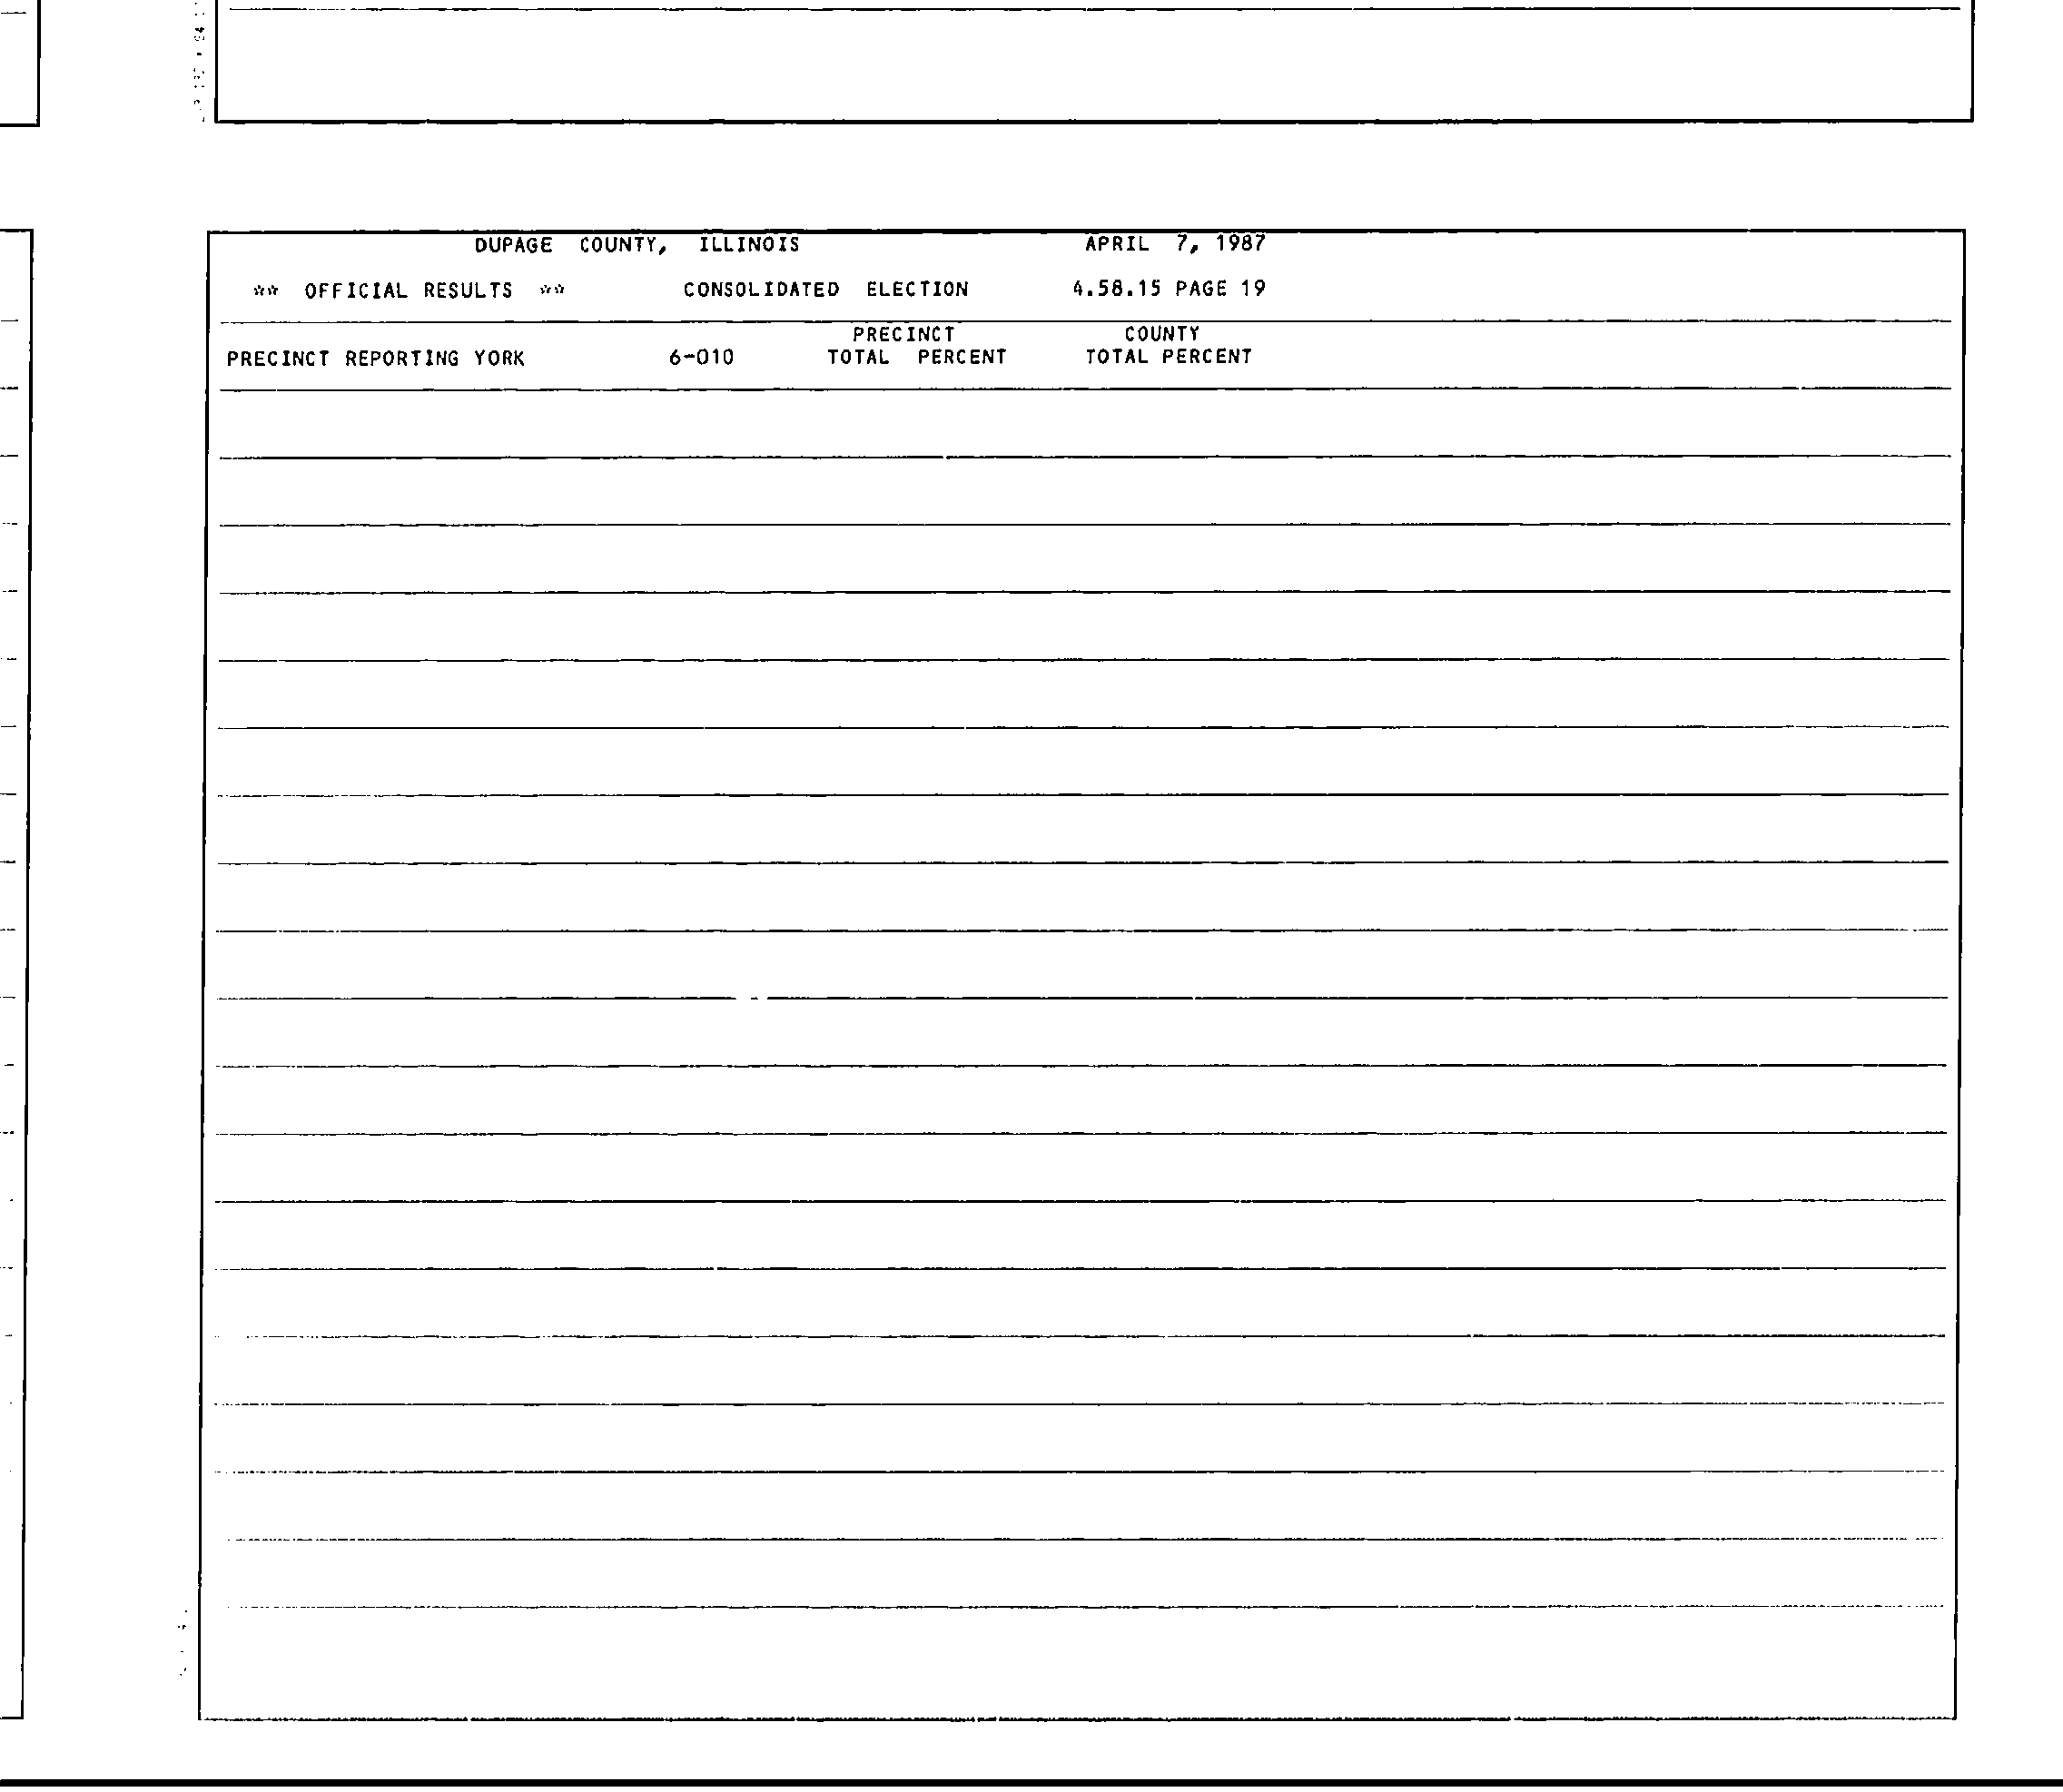 DUPAGE COUNTY, ILLINOIS APRIL 7, 1987
** OFFICIAL RESULTS ** CONSOLIDATED ELECTION 4.58.15 PAGE 19
PRECINCT COUNTY
PRECINCT REPORTING YORK 6-010 TOTAL PERCENT TOTAL PERCENT